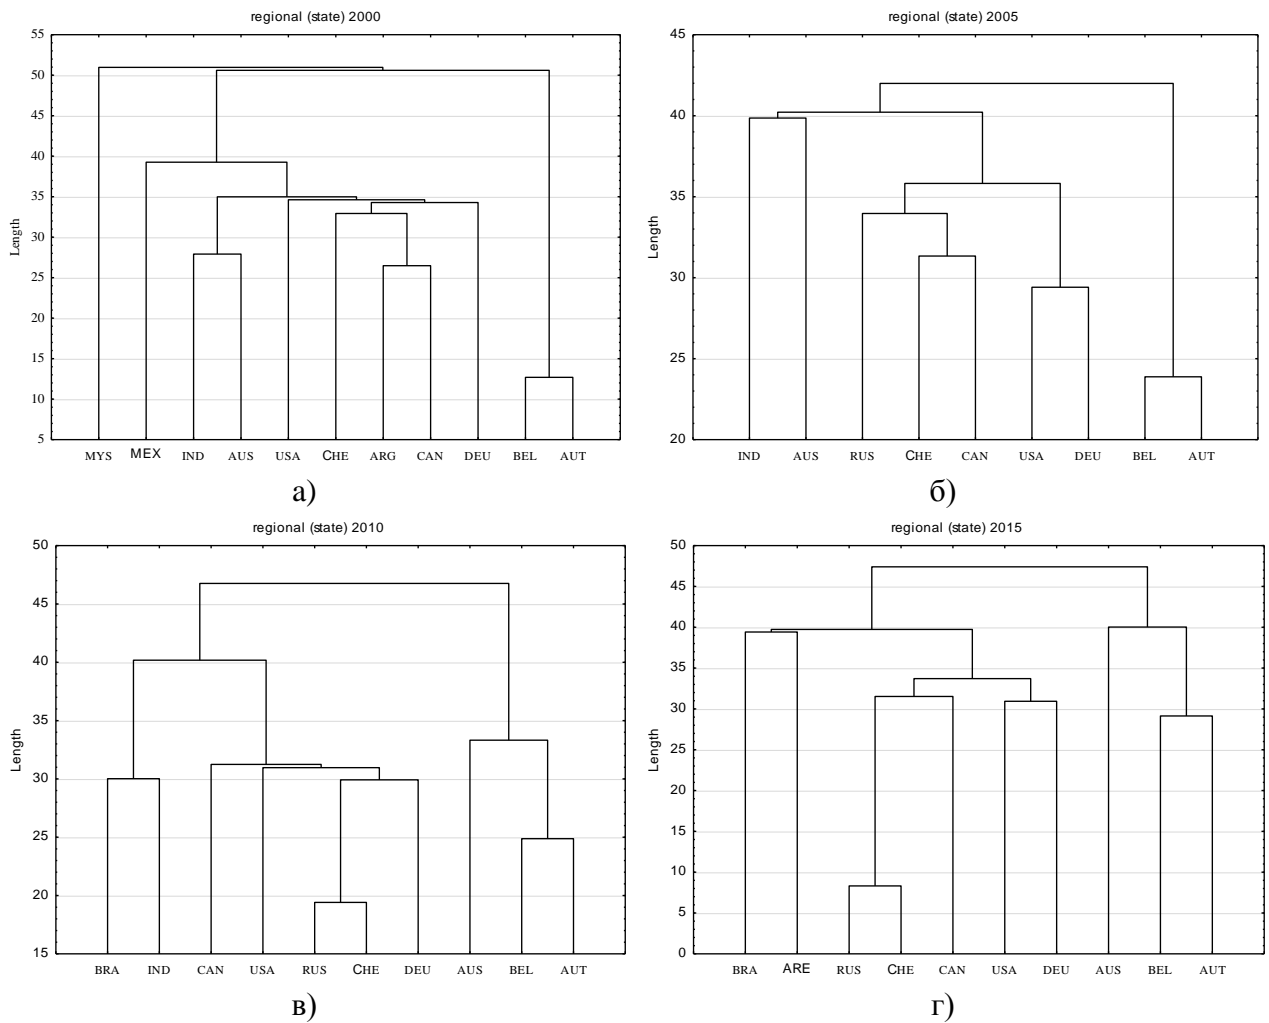 regional (state) 2000
55
50
45
40
35
30
25
20
15
10
5
Length
MYS MEX IND AUS USA CHE ARG CAN DEU BEL AUT
а)
regional (state) 2005
45
40
35
30
25
20
Length
IND AUS RUS CHE CAN USA DEU BEL AUT
б)
regional (state) 2010
50
45
40
35
30
25
20
15
Length
BRA IND CAN USA RUS CHE DEU AUS BEL AUT
в)
regional (state) 2015
50
45
40
35
30
25
20
15
10
5
0
Length
BRA ARE RUS CHE CAN USA DEU AUS BEL AUT
г)